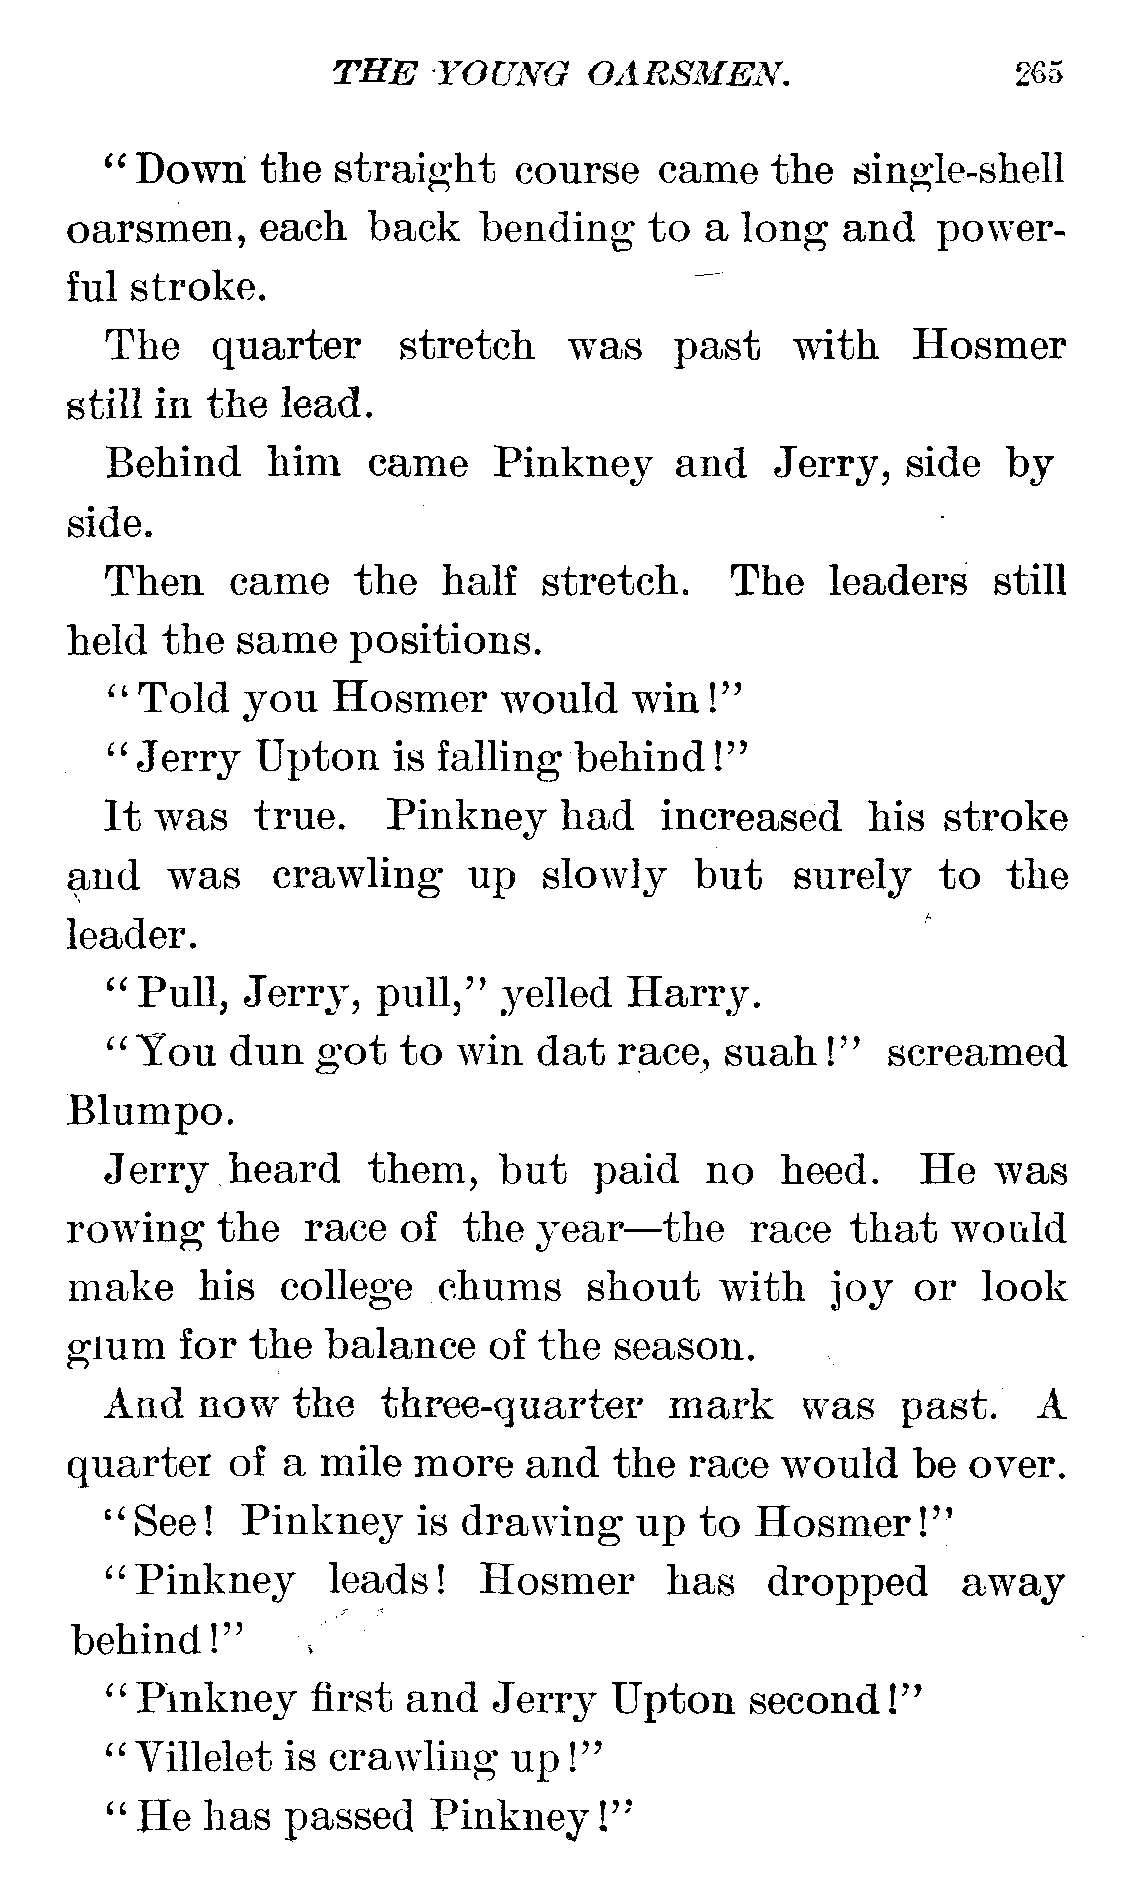 THE YOUNG OARSMEN. 265
"Down the straight course came the single-shell
oarsmen, each back bending to a long and power-
ful stroke.
The quarter stretch was past with Hosmer
still in the lead.
Behind him came Pinkney and Jerry, side by
side.
Then came the half stretch. The leaders still
held the same positions.
"Told you Hosmer would win!"
"Jerry Upton is falling behind!"
It was true. Pinkney had increased his stroke
and was crawling up slowly but surely to the
leader.
"Pull, Jerry, pull," yelled Harry.
"You dun got to win dat race, suah!" screamed
Blumpo.
Jerry heard them, but paid no heed. He was
rowing the race of the year—the race that would
make his college chums shout with joy or look
glum for the balance of the season.
And now the three-quarter mark was past. A
quarter of a mile more and the race would be over.
"See! Pinkney is drawing up to Hosmer!"
"Pinkney leads! Hosmer has dropped away
behind!"
"Pinkney first and Jerry Upton second!"
"Villelet is crawling up!"
"He has passed Pinkney!"